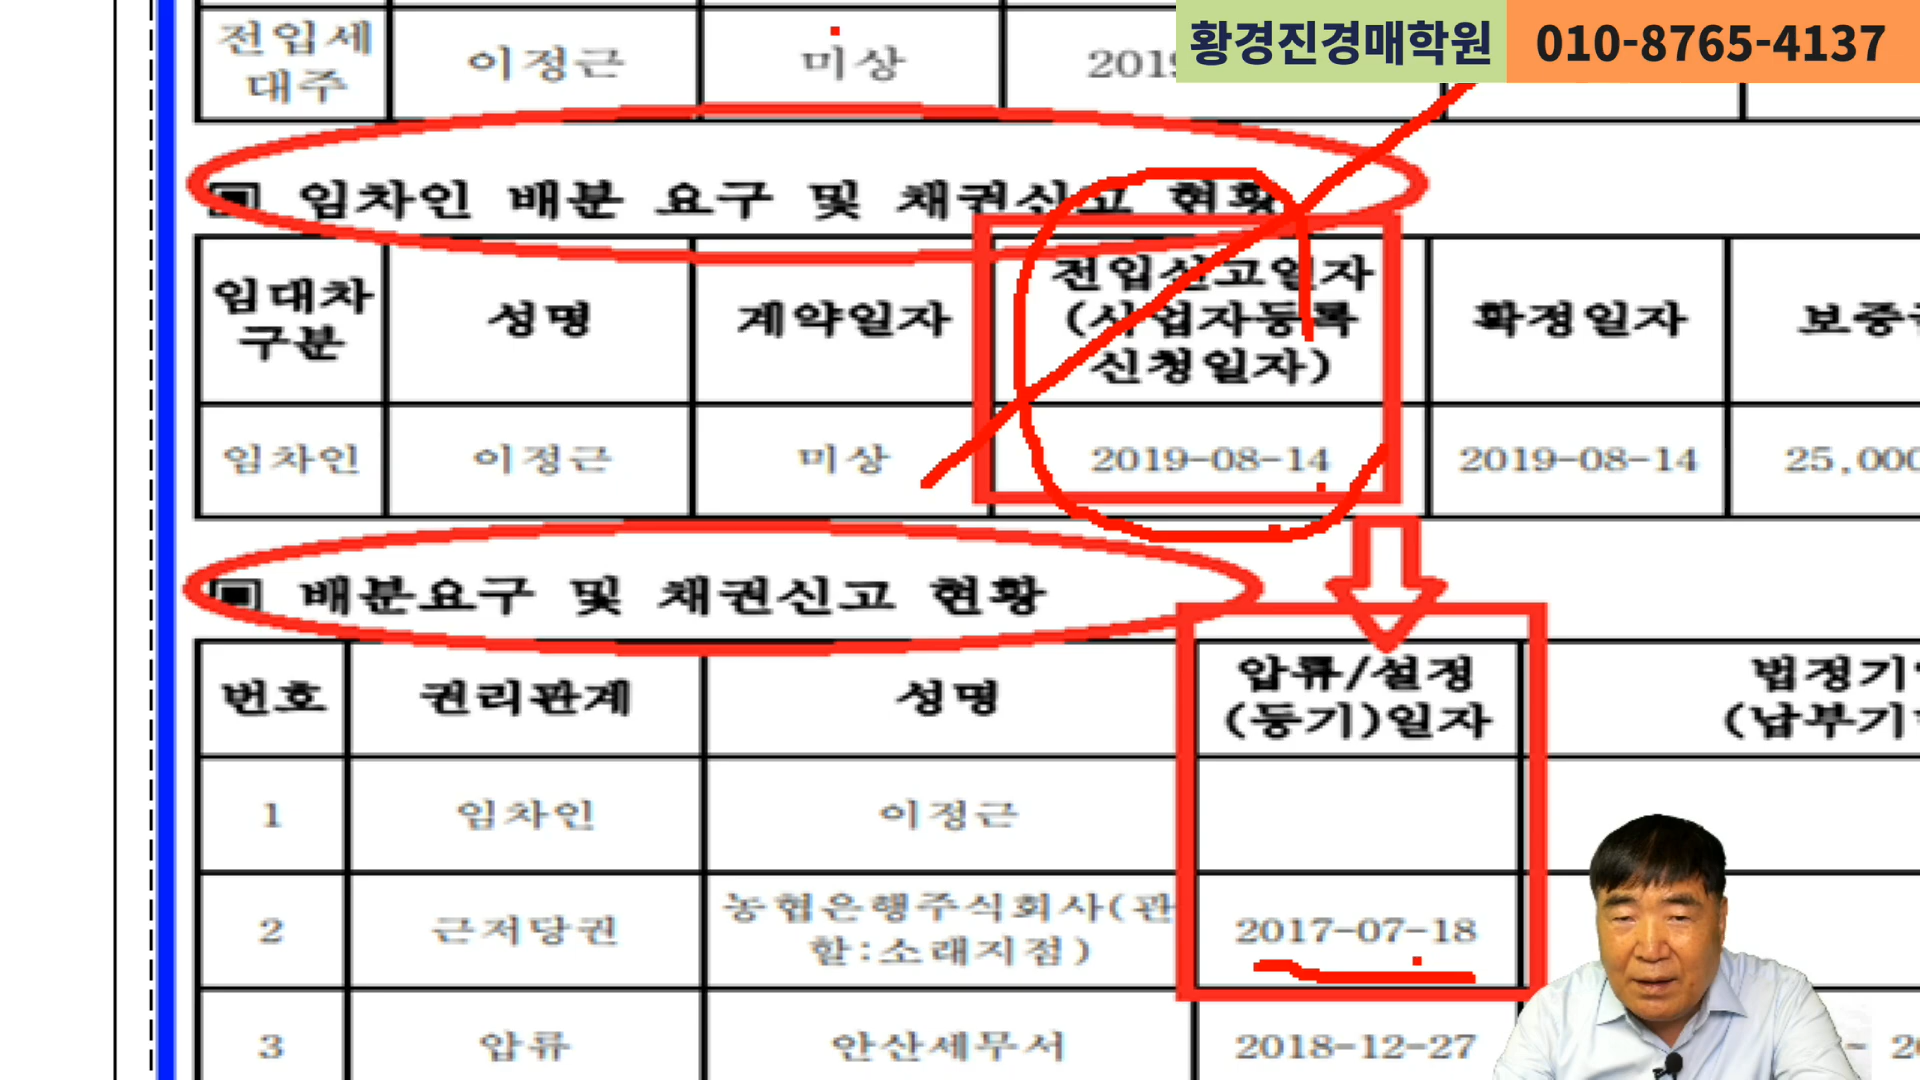 황경진경매학원 010-8765-4137
전입세
대주
이정근 미상
▣ 임차인 배분 요구 및 채권신고 현황
임대차
구분
성명 계약일자
전입신고일자
(사업자등록
신청일자)
확정일자
임차인 이정근 미상 2019-08-14 2019-08-14 25,000
▣ 배분요구 및 채권신고 현황
번호 권리관계 성명
압류/설정
(등기)일자
1 임차인 이정근
2 근저당권
농협은행주식회사(관
할:소래지점)
2017-07-18
3 압류 안산세무서 2018-12-27